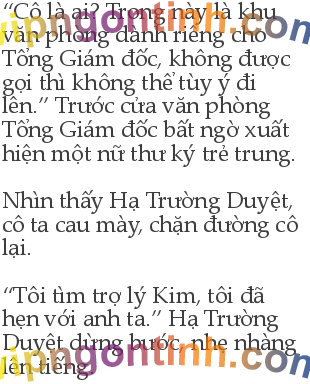 “Cô là ai? Trong này là khu
văn phòng dành riêng cho
Tổng Giám đốc, không được
gọi thì không thể tùy ý đi
lên.” Trước cửa văn phòng
Tổng Giám đốc bất ngờ xuất
hiện một nữ thư ký trẻ trung.
Nhìn thấy Hạ Trường Duyệt,
cô ta cau mày, chặn đường cô
lại.
“Tôi tìm trợ lý Kim, tôi đã
hẹn với anh ta.” Hạ Trường
Duyệt dừng bước, nhẹ nhàng
lên tiếng
vipngontinh.com
vipngontinh.com